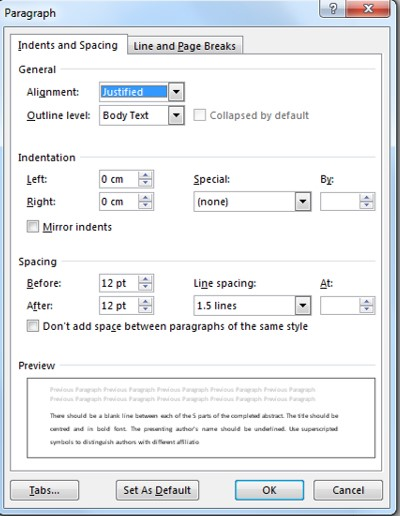 Paragraph
Indents and Spacing Line and Page Breaks
General
Alignment: Justified
Outline level: Body Text Collapsed by default
Indentation
Left: 0 cm Special: By:
Right: 0 cm (none)
Mirror indents
Spacing
Before: 12 pt Line spacing: At:
After: 12 pt 1.5 lines
Don't add space between paragraphs of the same style
Preview
Previous Paragraph Previous Paragraph Previous Paragraph Previous Paragraph Previous Paragraph
Previous Paragraph Previous Paragraph Previous Paragraph Previous Paragraph Previous Paragraph
There should be a blank line between each of the 5 parts of the completed abstract. The title should be
centred and in bold font. The presenting author's name should be underlined. Use superscripted
symbols to distinguish authors with different affiliatio
Tabs... Set As Default OK Cancel